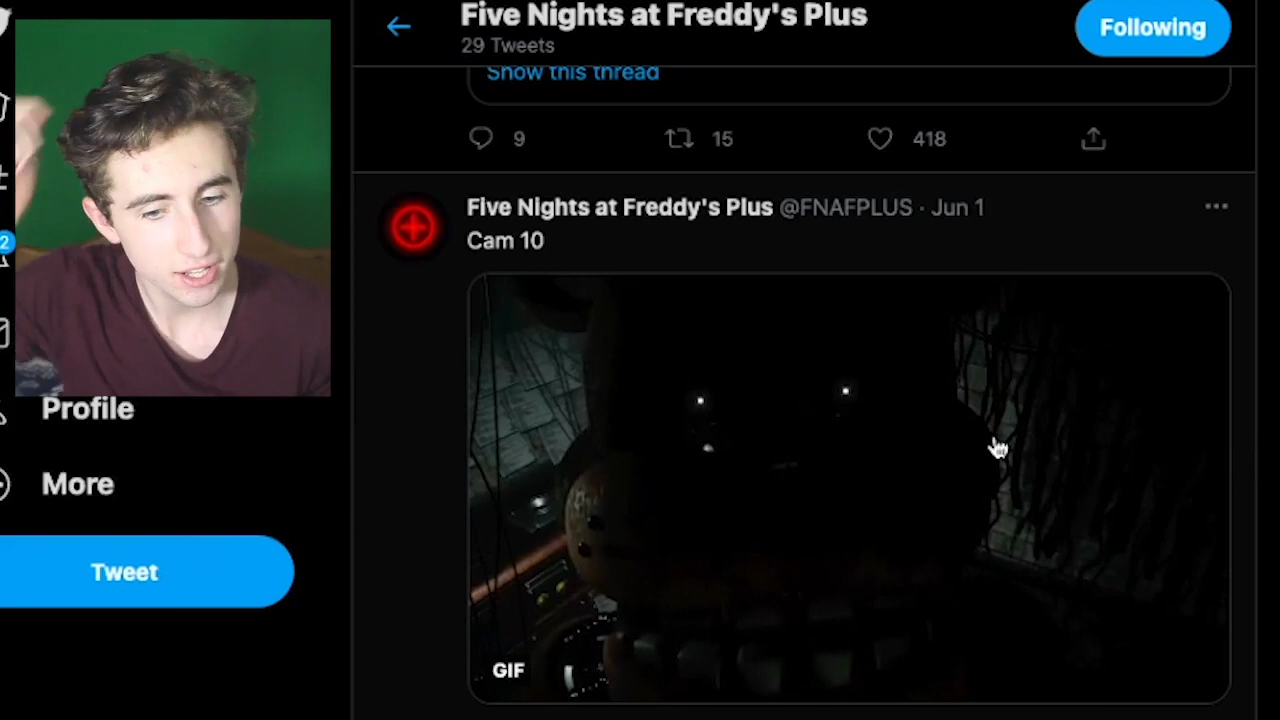 Five Nights at Freddy's Plus
29 Tweets
Following
Show this thread
9
15
418
Five Nights at Freddy's Plus @FNAFPLUS · Jun 1
Cam 10
2
Profile
More
Tweet
GIF